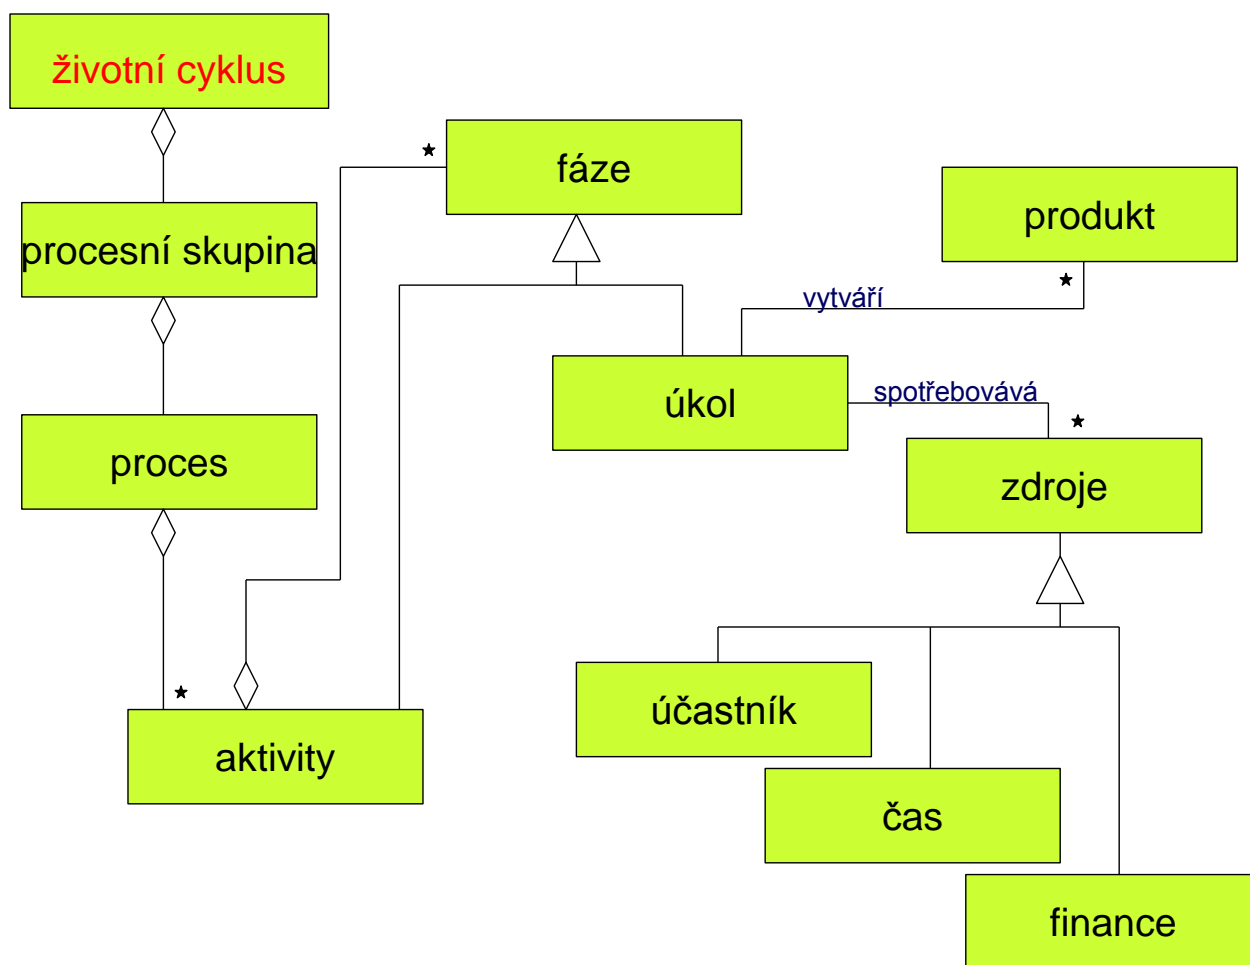 životní cyklus
*
fáze
produkt
procesní skupina
*
vytváří
úkol
spotřebovává
*
proces
zdroje
*
účastník
aktivity
čas
finance